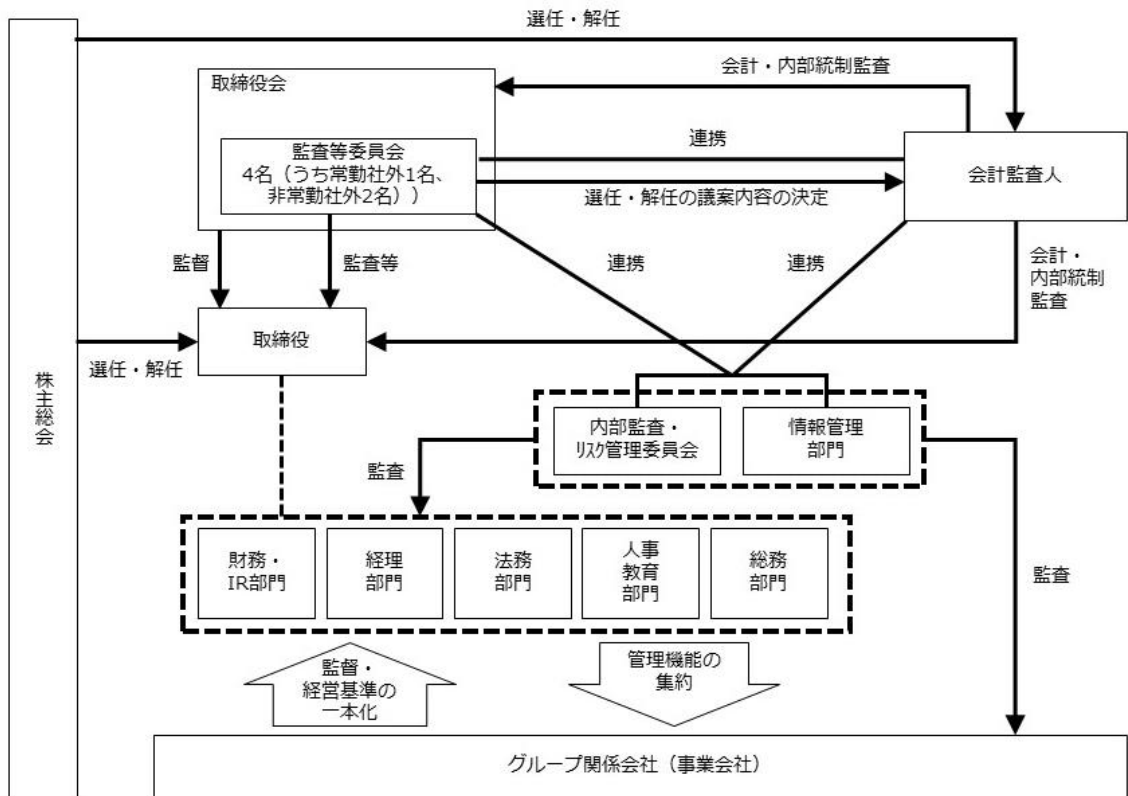 選任・解任
会計・内部統制監査
取締役会
監査等委員会
4名（うち常勤社外1名、
非常勤社外2名））
連携
選任・解任の議案内容の決定
会計監査人
監督
監査等
連携
連携
会計・
内部統制
監査
取締役
選任・解任
株主総会
内部監査・
ﾘｽｸ管理委員会
情報管理
部門
監査
財務・
IR部門
経理
部門
法務
部門
人事
教育
部門
総務
部門
監査
監督・
経営基準の
一本化
管理機能の
集約
グループ関係会社（事業会社）